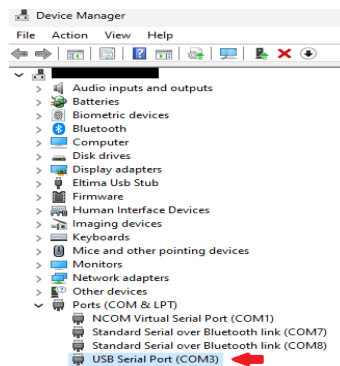 Device Manager
File Action View Help
Audio inputs and outputs
Batteries
Biometric devices
Bluetooth
Computer
Disk drives
Display adapters
Eltima Usb Stub
Firmware
Human Interface Devices
Imaging devices
Keyboards
Mice and other pointing devices
Monitors
Network adapters
Other devices
Ports (COM & LPT)
NCOM Virtual Serial Port (COM1)
Standard Serial over Bluetooth link (COM7)
Standard Serial over Bluetooth link (COM8)
USB Serial Port (COM3)